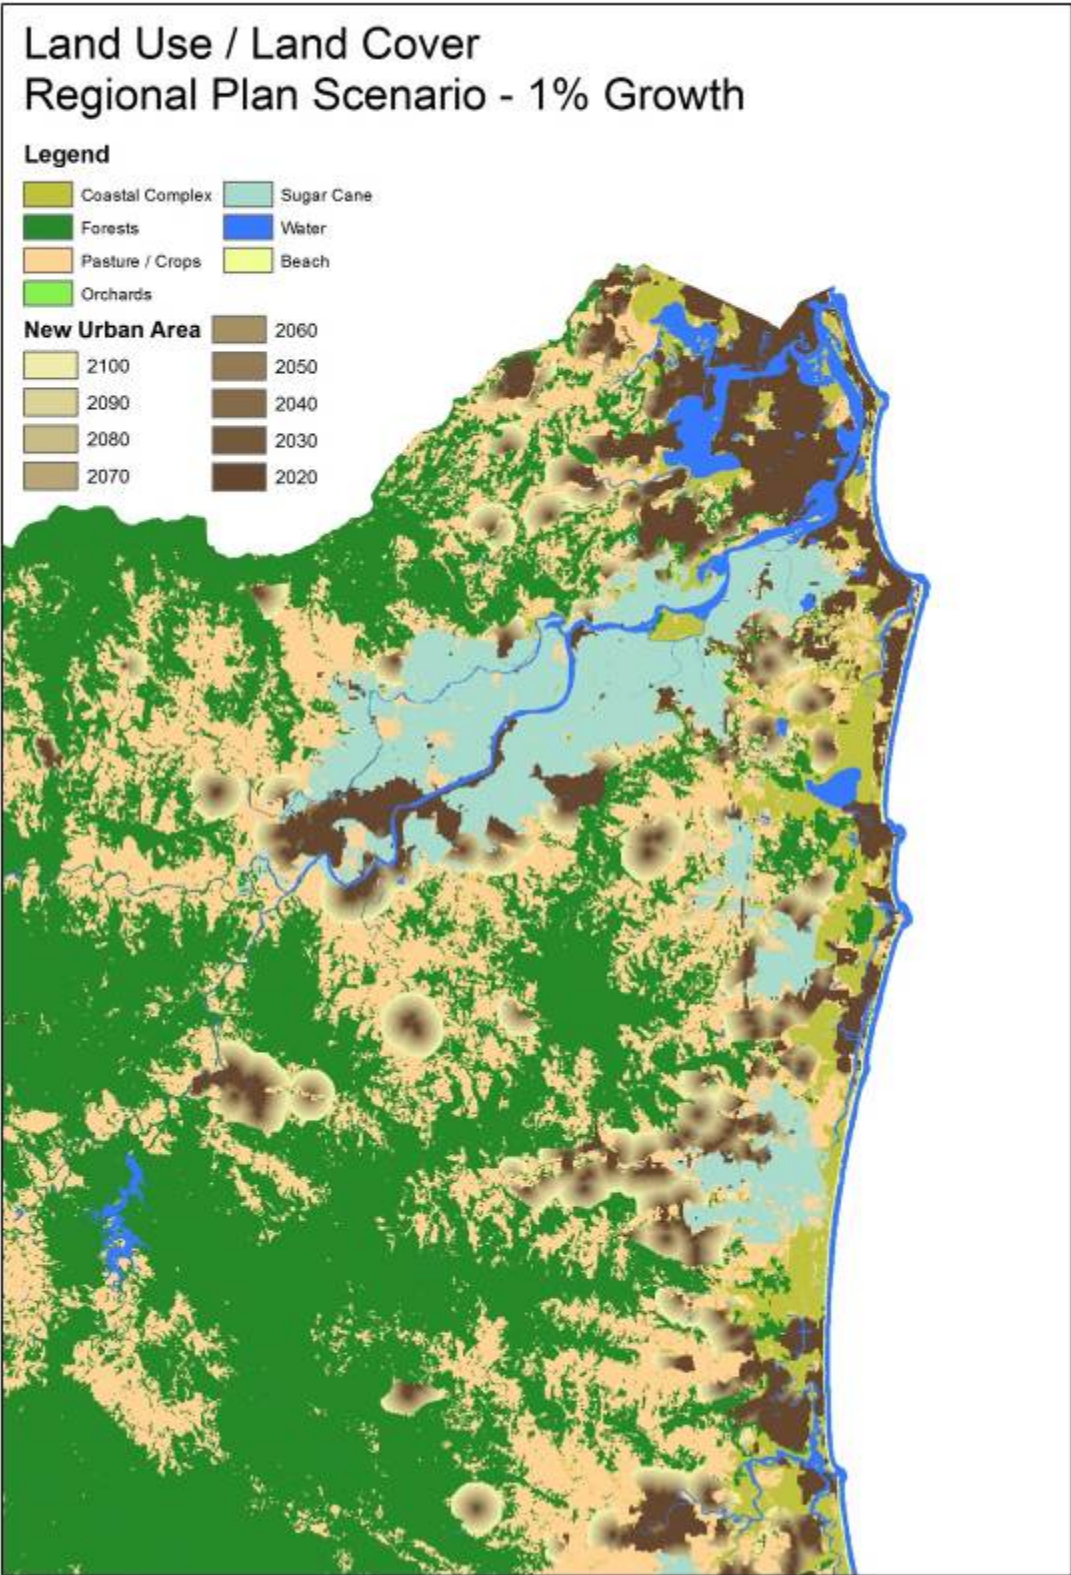 Land Use / Land Cover
Regional Plan Scenario - 1% Growth
Legend
Coastal Complex
Forests
Pasture / Crops
Orchards
Sugar Cane
Water
Beach
New Urban Area
2100
2090
2080
2070
2060
2050
2040
2030
2020